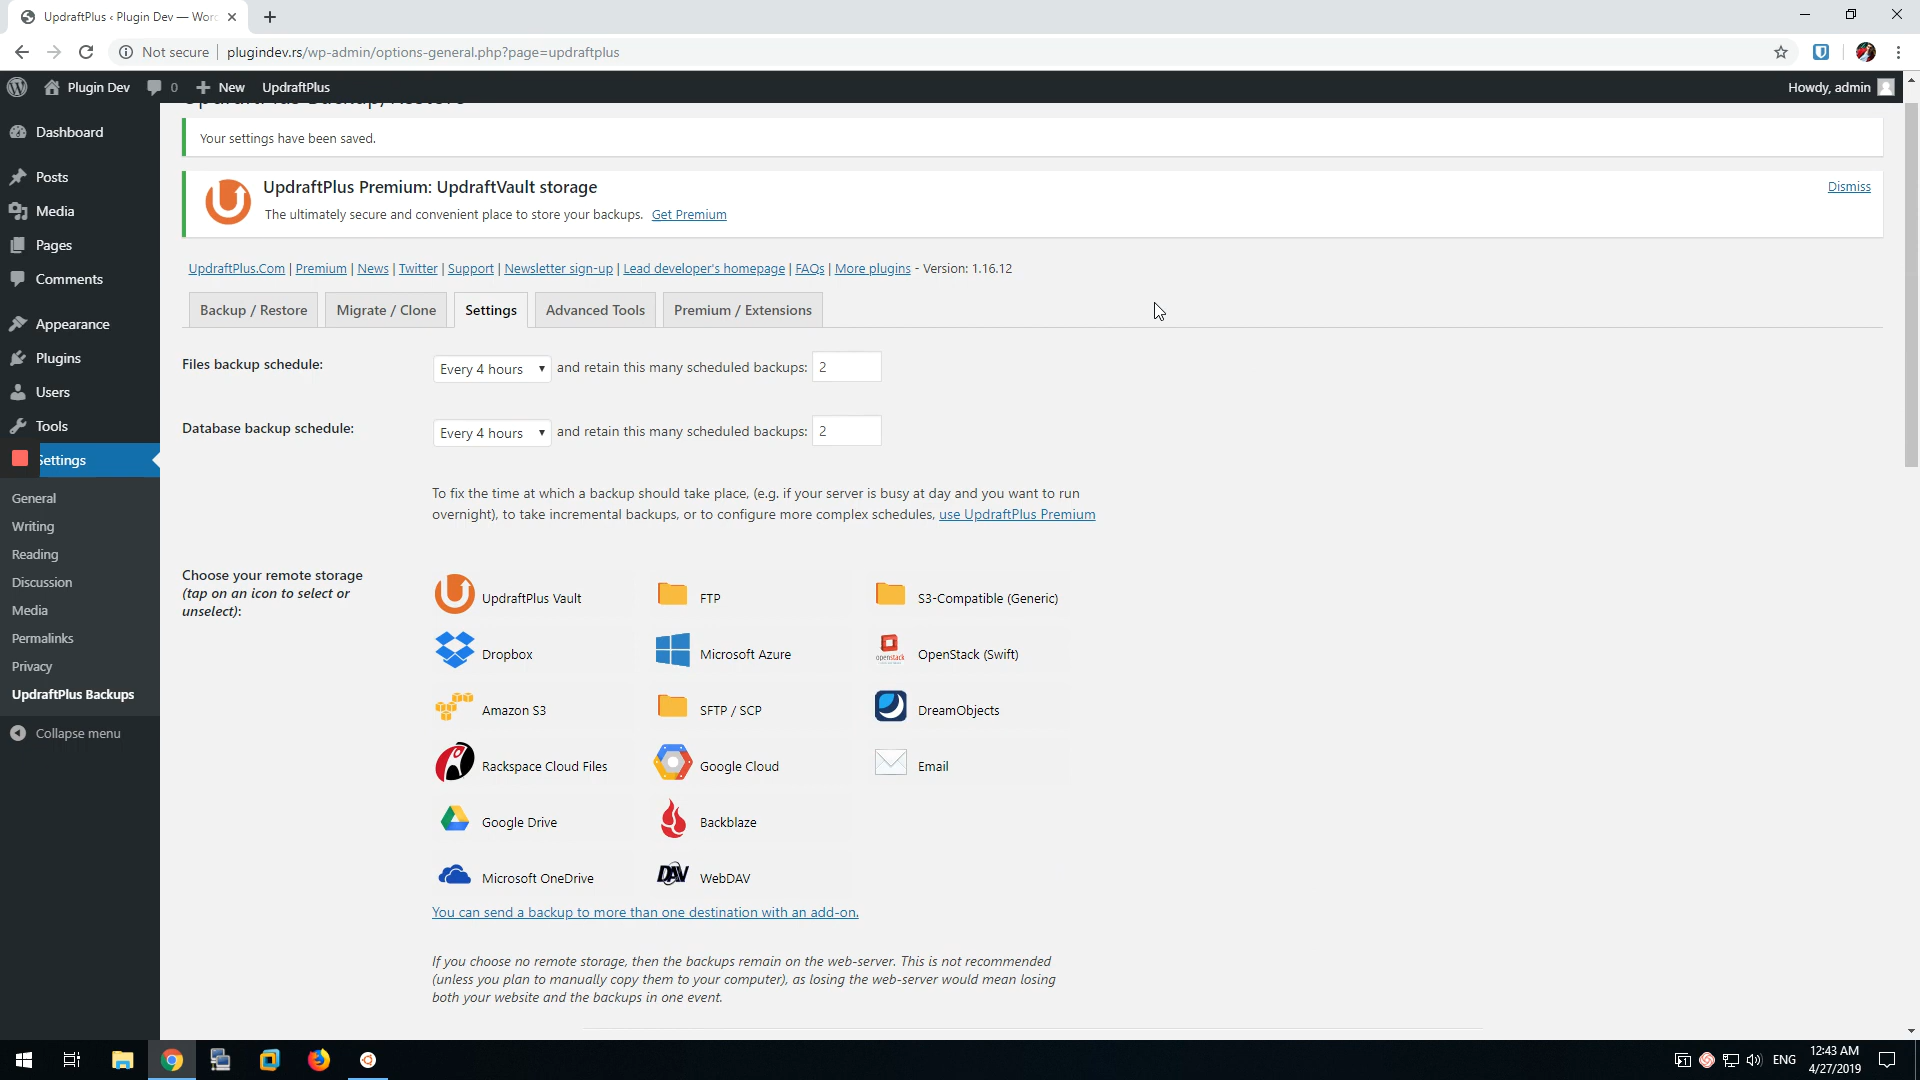 UpdraftPlus ‹ Plugin Dev — Word
Not secure
plugindev.rs/wp-admin/options-general.php?page=updraftplus
Plugin Dev
0
New
UpdraftPlus
Howdy, admin
Dashboard
Posts
Media
Pages
Comments
Appearance
Plugins
Users
Tools
Settings
General
Writing
Reading
Discussion
Media
Permalinks
Privacy
UpdraftPlus Backups
Collapse menu
UpdraftPlus Backup/Restore
Your settings have been saved.
UpdraftPlus Premium: UpdraftVault storage
Dismiss
The ultimately secure and convenient place to store your backups. Get Premium
UpdraftPlus.Com | Premium | News | Twitter | Support | Newsletter sign-up | Lead developer's homepage | FAQs | More plugins - Version: 1.16.12
Backup / Restore
Migrate / Clone
Settings
Advanced Tools
Premium / Extensions
Files backup schedule:
Every 4 hours and retain this many scheduled backups: 2
Database backup schedule:
Every 4 hours and retain this many scheduled backups: 2
To fix the time at which a backup should take place, (e.g. if your server is busy at day and you want to run
overnight), to take incremental backups, or to configure more complex schedules, use UpdraftPlus Premium
Choose your remote storage
(tap on an icon to select or
unselect):
UpdraftPlus Vault
FTP
S3-Compatible (Generic)
Dropbox
Microsoft Azure
openstack
OpenStack (Swift)
Amazon S3
SFTP / SCP
DreamObjects
Rackspace Cloud Files
Google Cloud
Email
Google Drive
Backblaze
Microsoft OneDrive
DAV
WebDAV
You can send a backup to more than one destination with an add-on.
If you choose no remote storage, then the backups remain on the web-server. This is not recommended
(unless you plan to manually copy them to your computer), as losing the web-server would mean losing
both your website and the backups in one event.
ENG
12:43 AM
4/27/2019